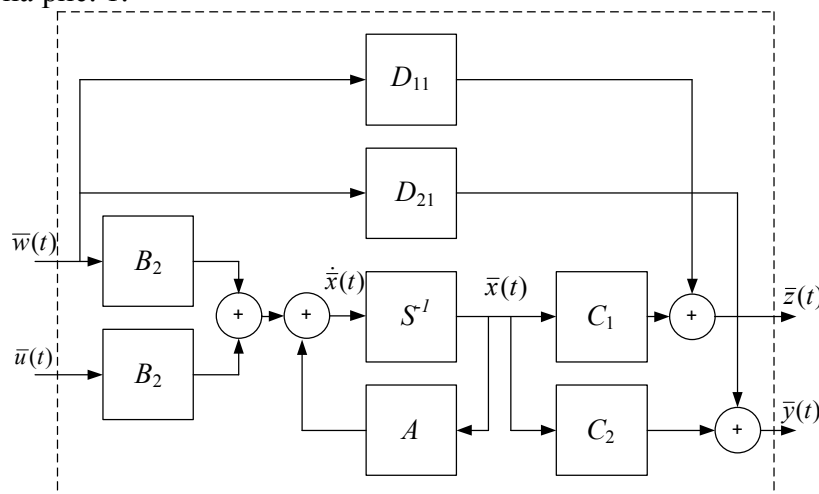 на рис. 1.
D₁₁
D₂₁
w̅(t)
B₂
+
ẋ̅(t)
+
S⁻¹
x̅(t)
C₁
+
z̅(t)
u̅(t)
B₂
A
C₂
+
y̅(t)